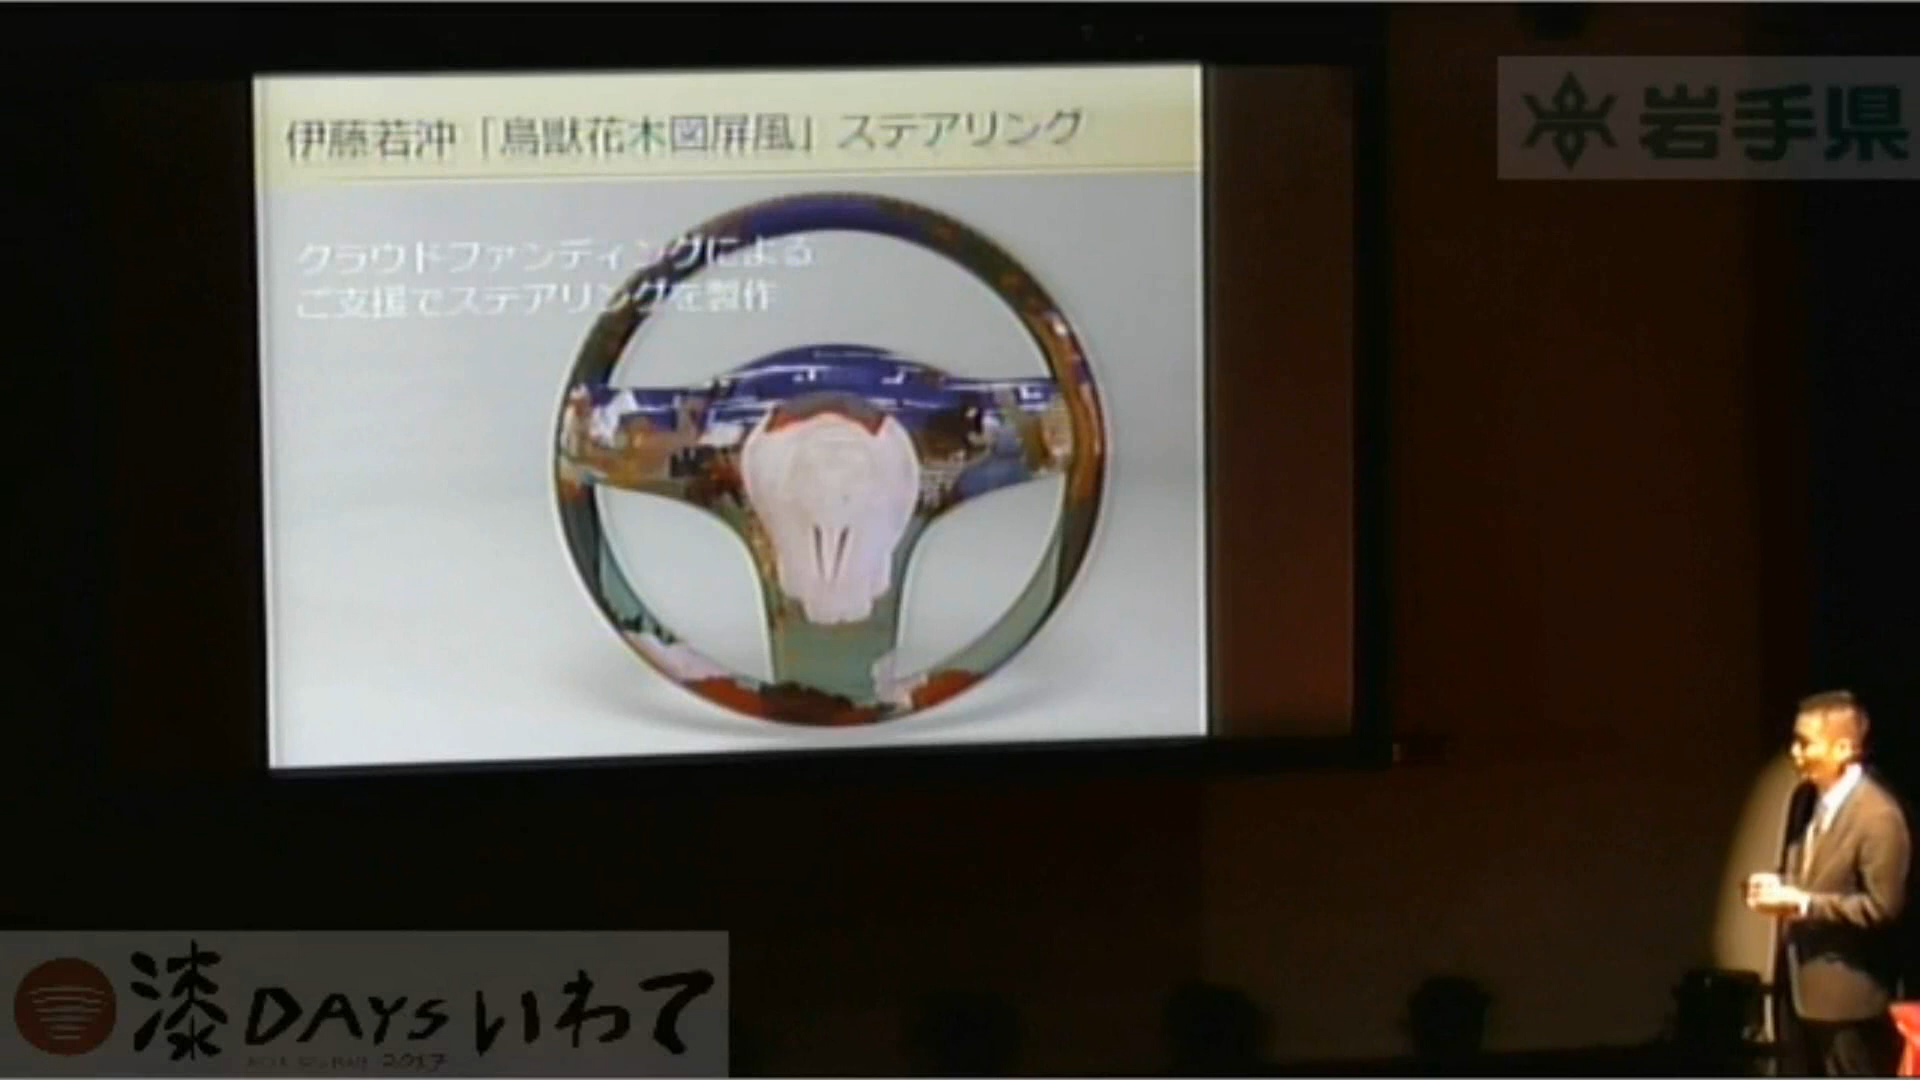 伊藤若冲「鳥獣花木図屏風」ステアリング
クラウドファンディングによる
ご支援でステアリングを製作
岩手県
漆DAYSいわて
2017